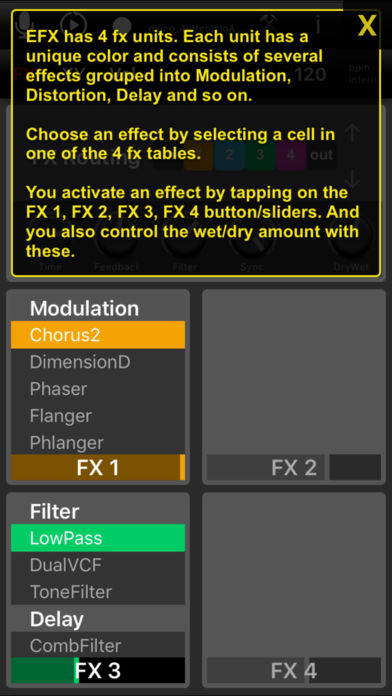 X
EFX has 4 fx units. Each unit has a
unique color and consists of several
effects grouped into Modulation,
Distortion, Delay and so on.
Choose an effect by selecting a cell in
one of the 4 fx tables.
You activate an effect by tapping on the
FX 1, FX 2, FX 3, FX 4 button/sliders. And
you also control the wet/dry amount with
these.
120
bpm
Intern
FX Routing
2
3
4
out
Time
Feedback
Filter
Sync
DryWet
Modulation
Chorus2
DimensionD
Phaser
Flanger
Phlanger
FX 1
FX 2
Filter
LowPass
DualVCF
ToneFilter
Delay
CombFilter
FX 3
FX 4